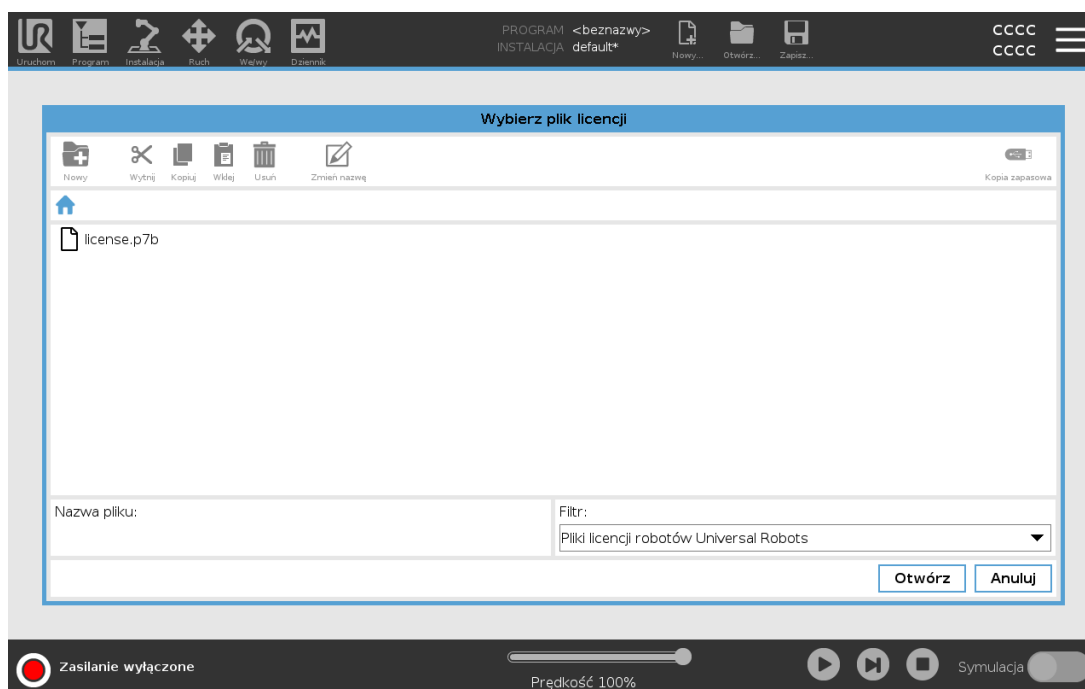 UR
PROGRAM <beznazwy>
INSTALACJA default*
CCCC
CCCC
Uruchom Program Instalacja Ruch We/wy Dziennik Nowy... Otwórz... Zapisz...
Wybierz plik licencji
Nowy Wytnij Kopiuj Wklej Usuń Zmień nazwę Kopia zapasowa
license.p7b
Nazwa pliku: Filtr:
Pliki licencji robotów Universal Robots
Otwórz Anuluj
Zasilanie wyłączone Symulacja
Prędkość 100%